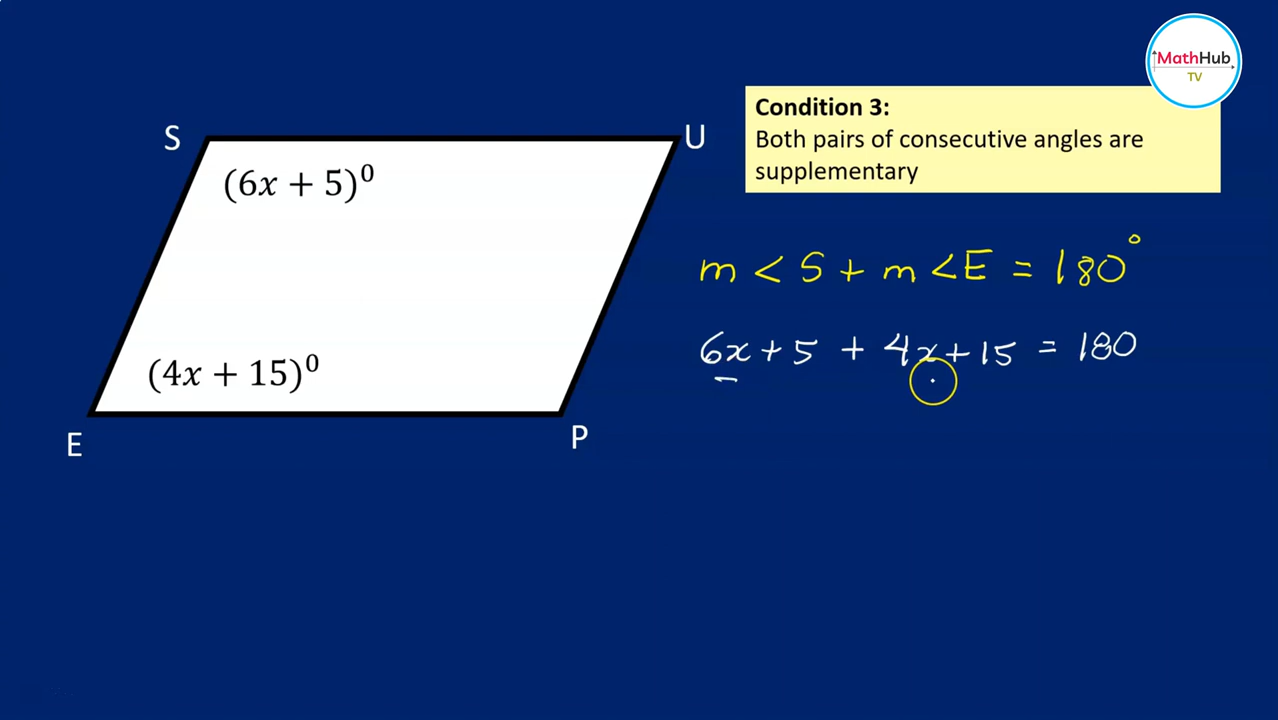 MathHub
TV
Condition 3:
Both pairs of consecutive angles are
supplementary
S
U
(6x + 5)⁰
m < S + m < E = 180°
6x + 5 + 4x + 15 = 180
(4x + 15)⁰
E
P